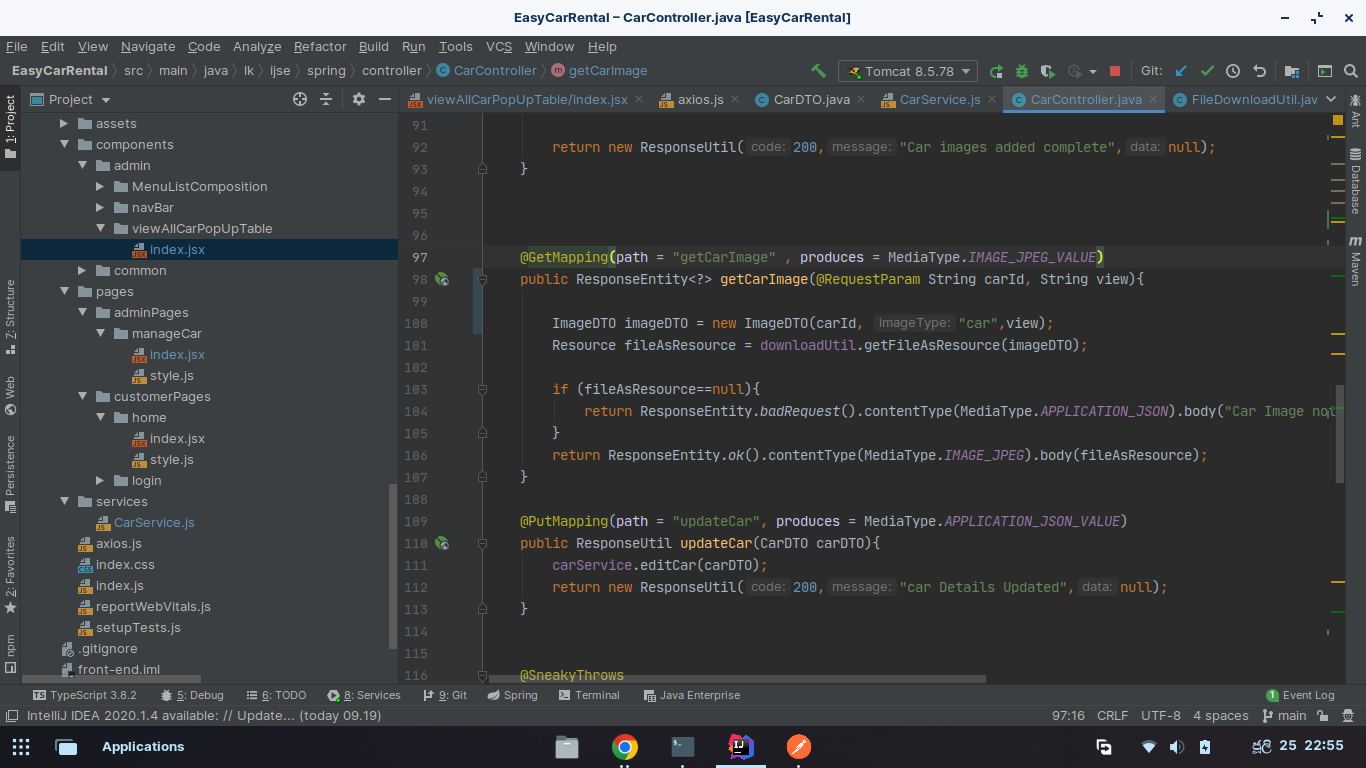 EasyCarRental – CarController.java [EasyCarRental]
File Edit View Navigate Code Analyze Refactor Build Run Tools VCS Window Help
EasyCarRental src main java lk ijse spring controller CarController getCarImage Tomcat 8.5.78 Git:
1: Project
Project
viewAllCarPopUpTable/index.jsx axios.js CarDTO.java CarService.js CarController.java FileDownloadUtil.jav
assets
components
admin
MenuListComposition
navBar
viewAllCarPopUpTable
index.jsx
common
pages
adminPages
manageCar
index.jsx
style.js
customerPages
home
index.jsx
style.js
login
services
CarService.js
axios.js
index.css
index.js
reportWebVitals.js
setupTests.js
.gitignore
front-end.iml
Z: Structure
Web
Persistence
2: Favorites
npm
91
92 return new ResponseUtil( code: 200, message: "Car images added complete", data: null);
93 }
94
95
96
97 @GetMapping(path = "getCarImage" , produces = MediaType.IMAGE_JPEG_VALUE)
98 public ResponseEntity<?> getCarImage(@RequestParam String carId, String view){
99
100 ImageDTO imageDTO = new ImageDTO(carId, imageType: "car",view);
101 Resource fileAsResource = downloadUtil.getFileAsResource(imageDTO);
102
103 if (fileAsResource==null){
104 return ResponseEntity.badRequest().contentType(MediaType.APPLICATION_JSON).body("Car Image no
105 }
106 return ResponseEntity.ok().contentType(MediaType.IMAGE_JPEG).body(fileAsResource);
107 }
108
109 @PutMapping(path = "updateCar", produces = MediaType.APPLICATION_JSON_VALUE)
110 public ResponseUtil updateCar(CarDTO carDTO){
111 carService.editCar(carDTO);
112 return new ResponseUtil( code: 200, message: "car Details Updated", data: null);
113 }
114
115
116 @SneakyThrows
Ant
Database
Maven
TypeScript 3.8.2 5: Debug 6: TODO 8: Services 9: Git Spring Terminal Java Enterprise 1 Event Log
IntelliJ IDEA 2020.1.4 available: // Update... (today 09.19) 97:16 CRLF UTF-8 4 spaces main
Applications 25 22:55